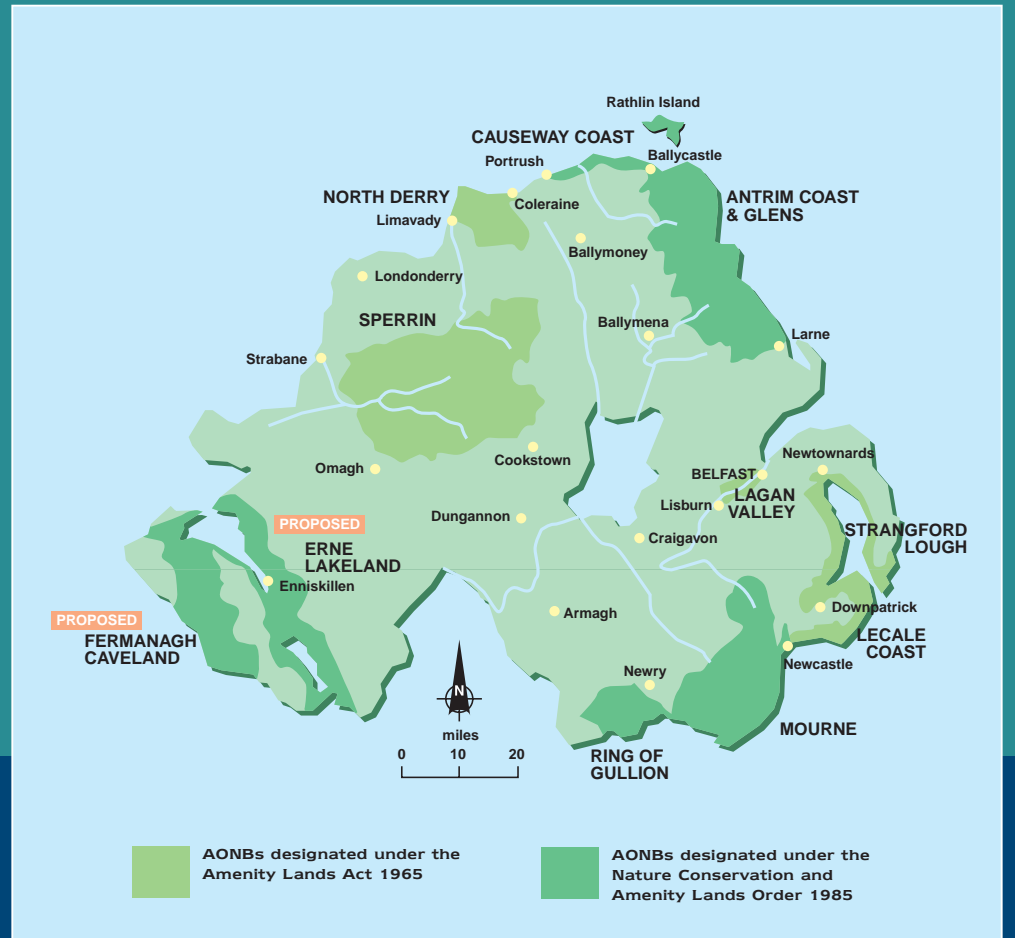 Rathlin Island
CAUSEWAY COAST
Ballycastle
Portrush
NORTH DERRY
ANTRIM COAST
& GLENS
Coleraine
Limavady
Ballymoney
Londonderry
SPERRIN
Ballymena
Larne
Strabane
Newtownards
Cookstown
Omagh
BELFAST
LAGAN
VALLEY
Lisburn
Dungannon
PROPOSED
ERNE
LAKELAND
STRANGFORD
LOUGH
Craigavon
Enniskillen
Downpatrick
Armagh
PROPOSED
FERMANAGH
CAVELAND
LECALE
COAST
Newcastle
Newry
N
MOURNE
miles
0 10 20
RING OF
GULLION
AONBs designated under the
Amenity Lands Act 1965
AONBs designated under the
Nature Conservation and
Amenity Lands Order 1985